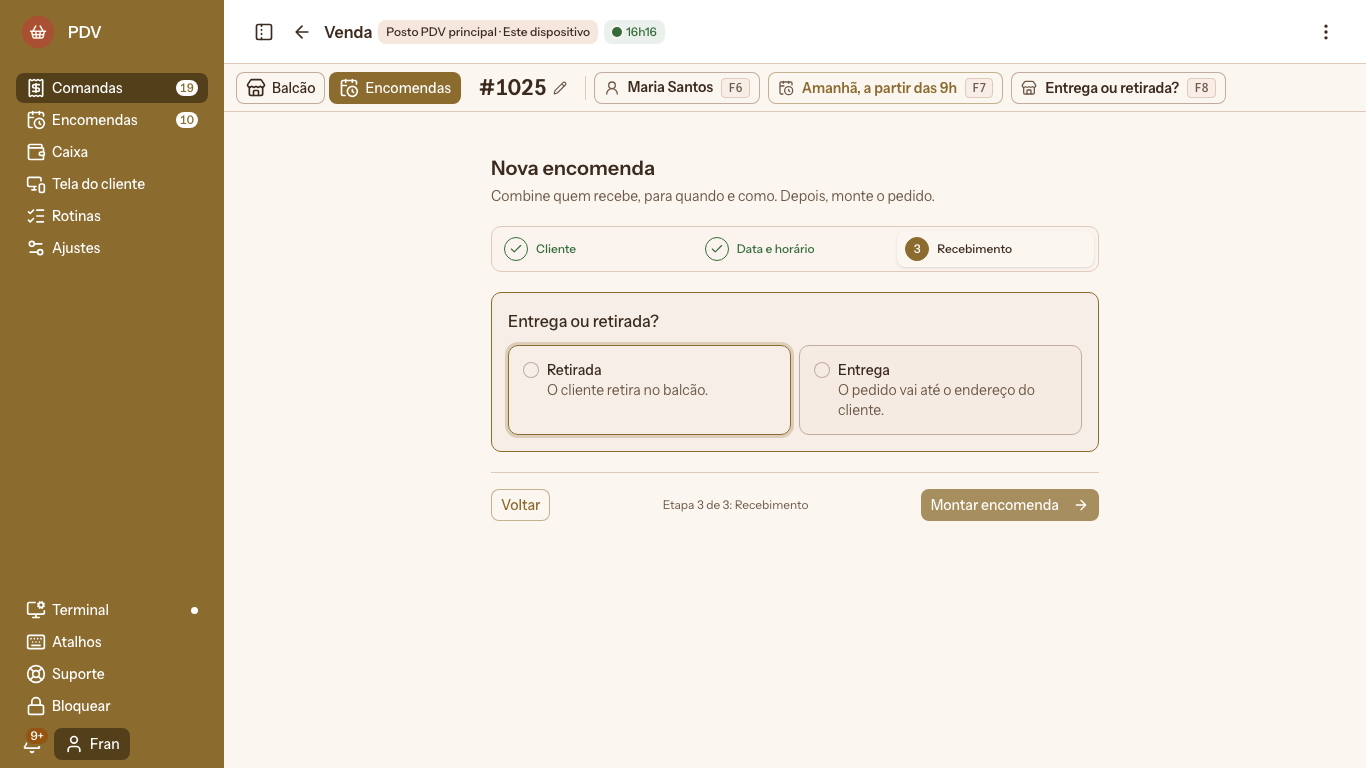 PDV
Comandas 19
Encomendas 10
Caixa
Tela do cliente
Rotinas
Ajustes
Terminal
Atalhos
Suporte
Bloquear
9+
Fran
Venda
Posto PDV principal · Este dispositivo
16h16
Balcão
Encomendas
#1025
Maria Santos F6
Amanhã, a partir das 9h F7
Entrega ou retirada? F8
Nova encomenda
Combine quem recebe, para quando e como. Depois, monte o pedido.
Cliente
Data e horário
3 Recebimento
Entrega ou retirada?
Retirada
O cliente retira no balcão.
Entrega
O pedido vai até o endereço do
cliente.
Voltar
Etapa 3 de 3: Recebimento
Montar encomenda